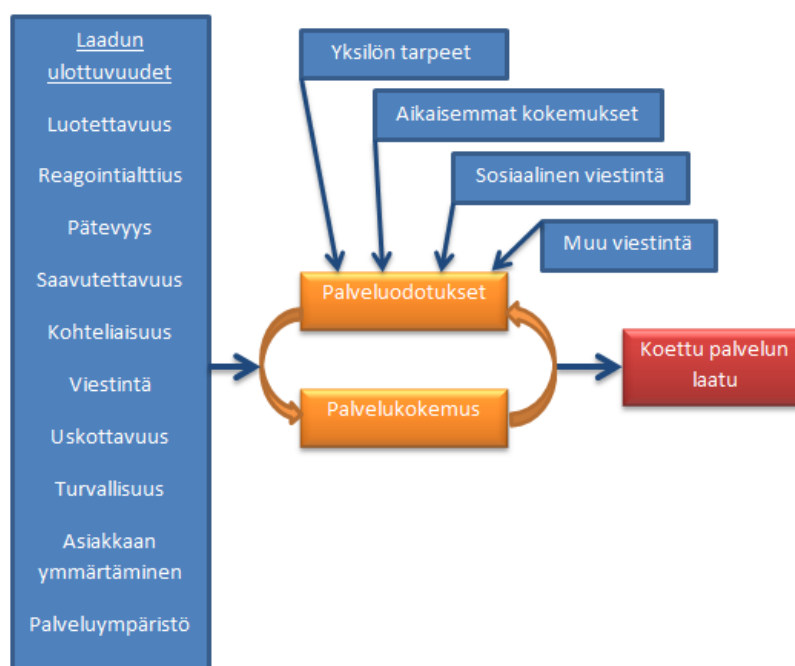 Laadun
ulottuvuudet
Luotettavuus
Reagointialttius
Pätevyys
Saavutettavuus
Kohteliaisuus
Viestintä
Uskottavuus
Turvallisuus
Asiakkaan
ymmärtäminen
Palveluympäristö
Yksilön tarpeet
Aikaisemmat kokemukset
Sosiaalinen viestintä
Muu viestintä
Palveluodotukset
Palvelukokemus
Koettu palvelun
laatu